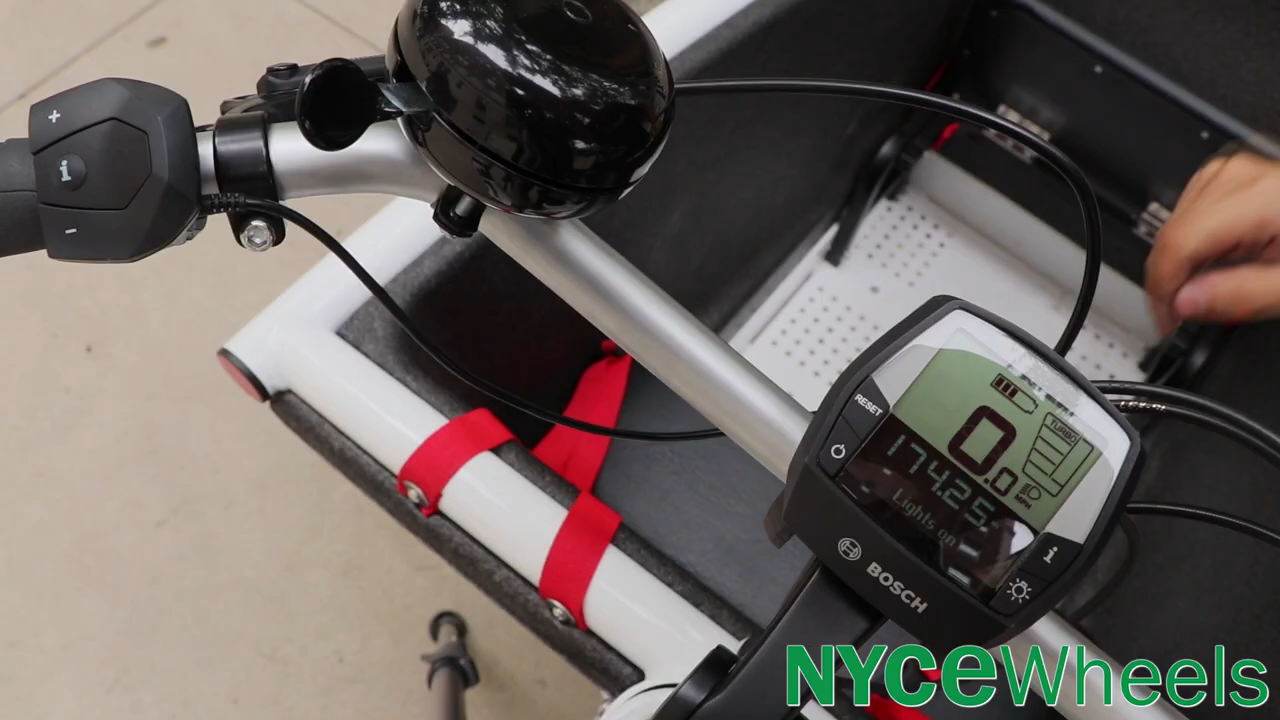 +
i
-
RESET
TURBO
0.0
MPH
174.25
Lights on
i
BOSCH
NYCeWheels